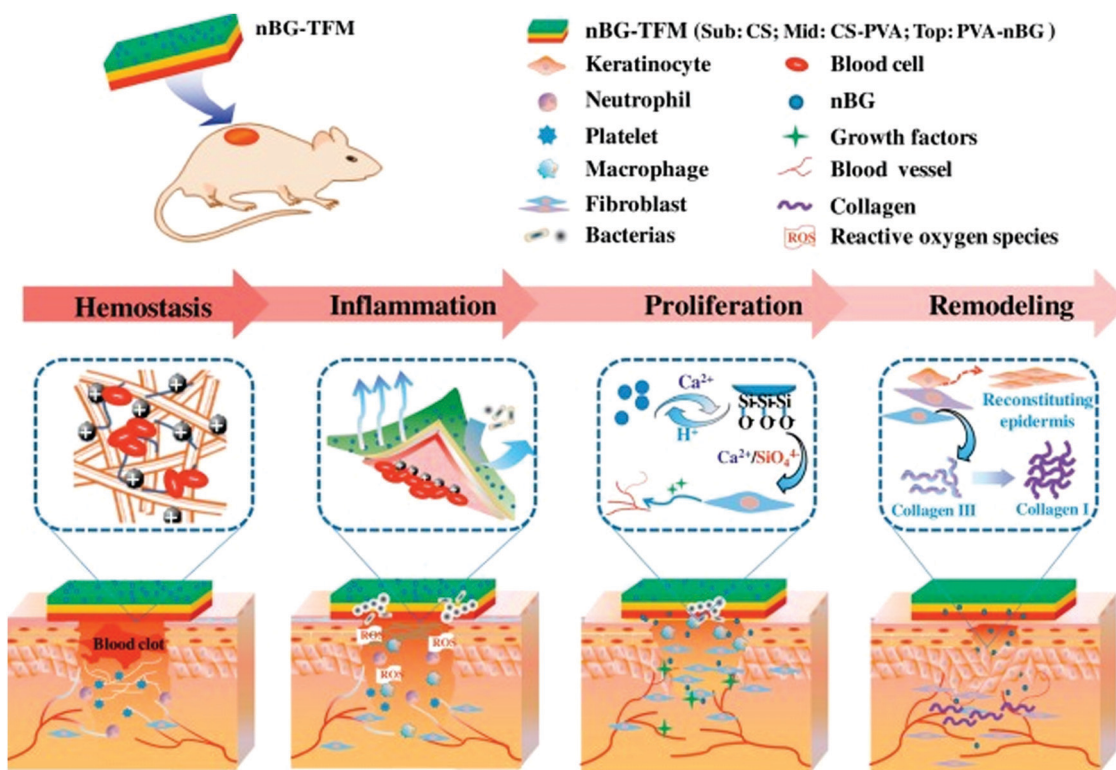 nBG-TFM
nBG-TFM (Sub: CS; Mid: CS-PVA; Top: PVA-nBG )
Keratinocyte
Blood cell
Neutrophil
nBG
Platelet
Growth factors
Macrophage
Blood vessel
Fibroblast
Collagen
Bacterias
ROS Reactive oxygen species
Hemostasis
Inflammation
Proliferation
Remodeling
+ + + + + + +
Ca²⁺
Si-Si-Si
O⁻ O⁻ O⁻
H⁺
Ca²⁺/SiO₄⁴⁻
Reconstituting
epidermis
Collagen III
Collagen I
Blood clot
ROS
ROS
ROS